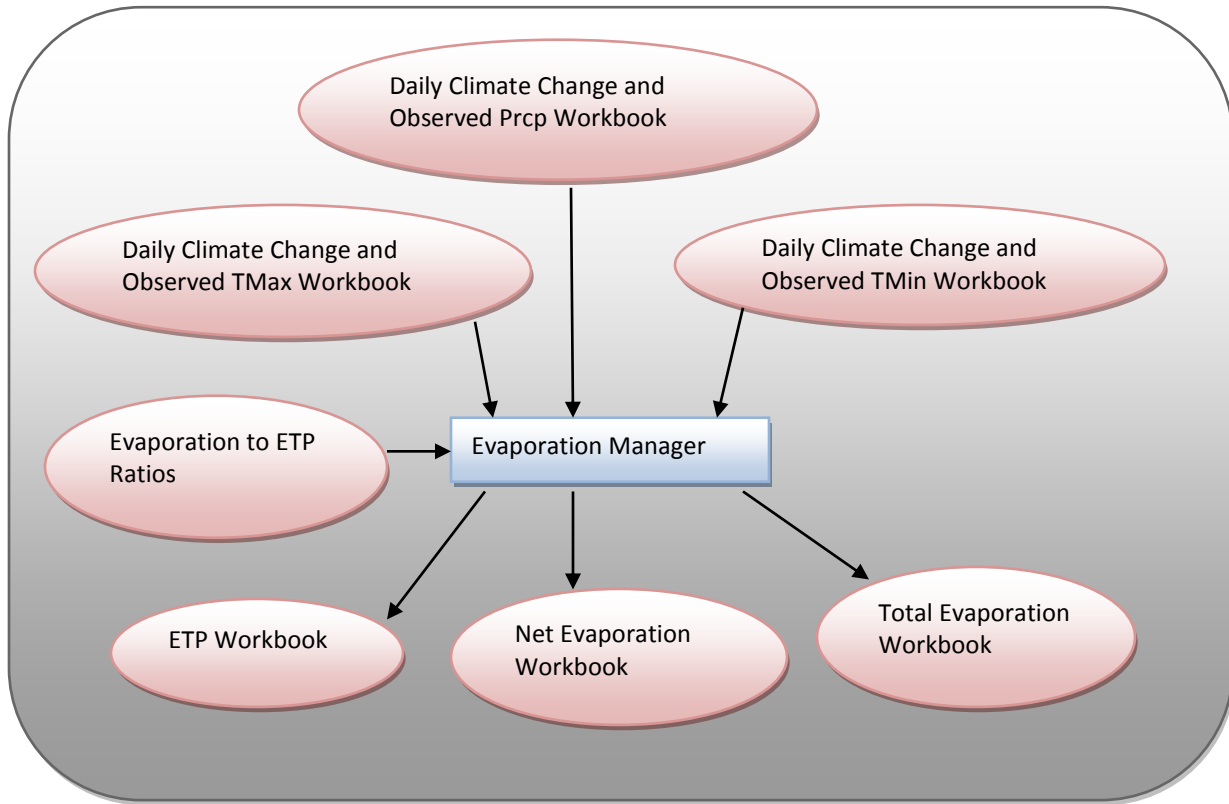 Daily Climate Change and
Observed Prcp Workbook
Daily Climate Change and
Observed TMax Workbook
Daily Climate Change and
Observed TMin Workbook
Evaporation to ETP
Ratios
Evaporation Manager
ETP Workbook
Net Evaporation
Workbook
Total Evaporation
Workbook